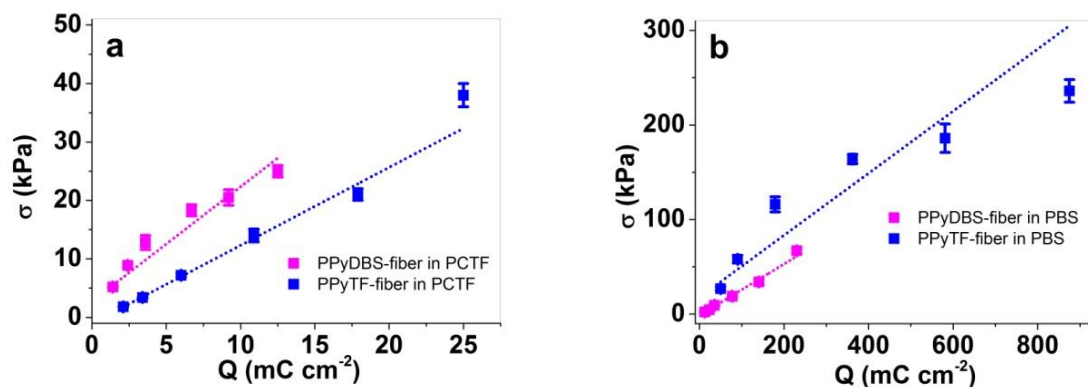 a
50
40
30
20
10
0
σ (kPa)
PPyDBS-fiber in PCTF
PPyTF-fiber in PCTF
0 5 10 15 20 25
Q (mC cm⁻²)
b
300
200
100
0
σ (kPa)
PPyDBS-fiber in PBS
PPyTF-fiber in PBS
0 200 400 600 800
Q (mC cm⁻²)